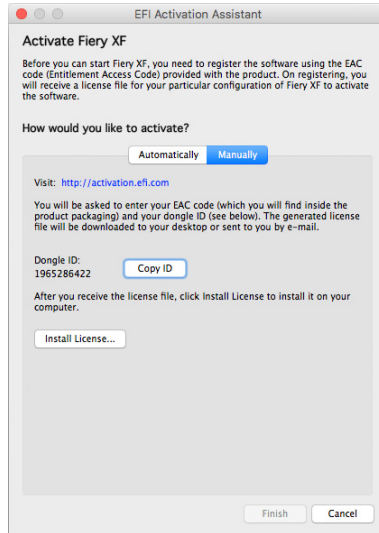 EFI Activation Assistant
Activate Fiery XF
Before you can start Fiery XF, you need to register the software using the EAC
code (Entitlement Access Code) provided with the product. On registering, you
will receive a license file for your particular configuration of Fiery XF to activate
the software.
How would you like to activate?
Automatically Manually
Visit: http://activation.efi.com
You will be asked to enter your EAC code (which you will find inside the
product packaging) and your dongle ID (see below). The generated license
file will be downloaded to your desktop or sent to you by e-mail.
Dongle ID:
1965286422 Copy ID
After you receive the license file, click Install License to install it on your
computer.
Install License...
Finish Cancel